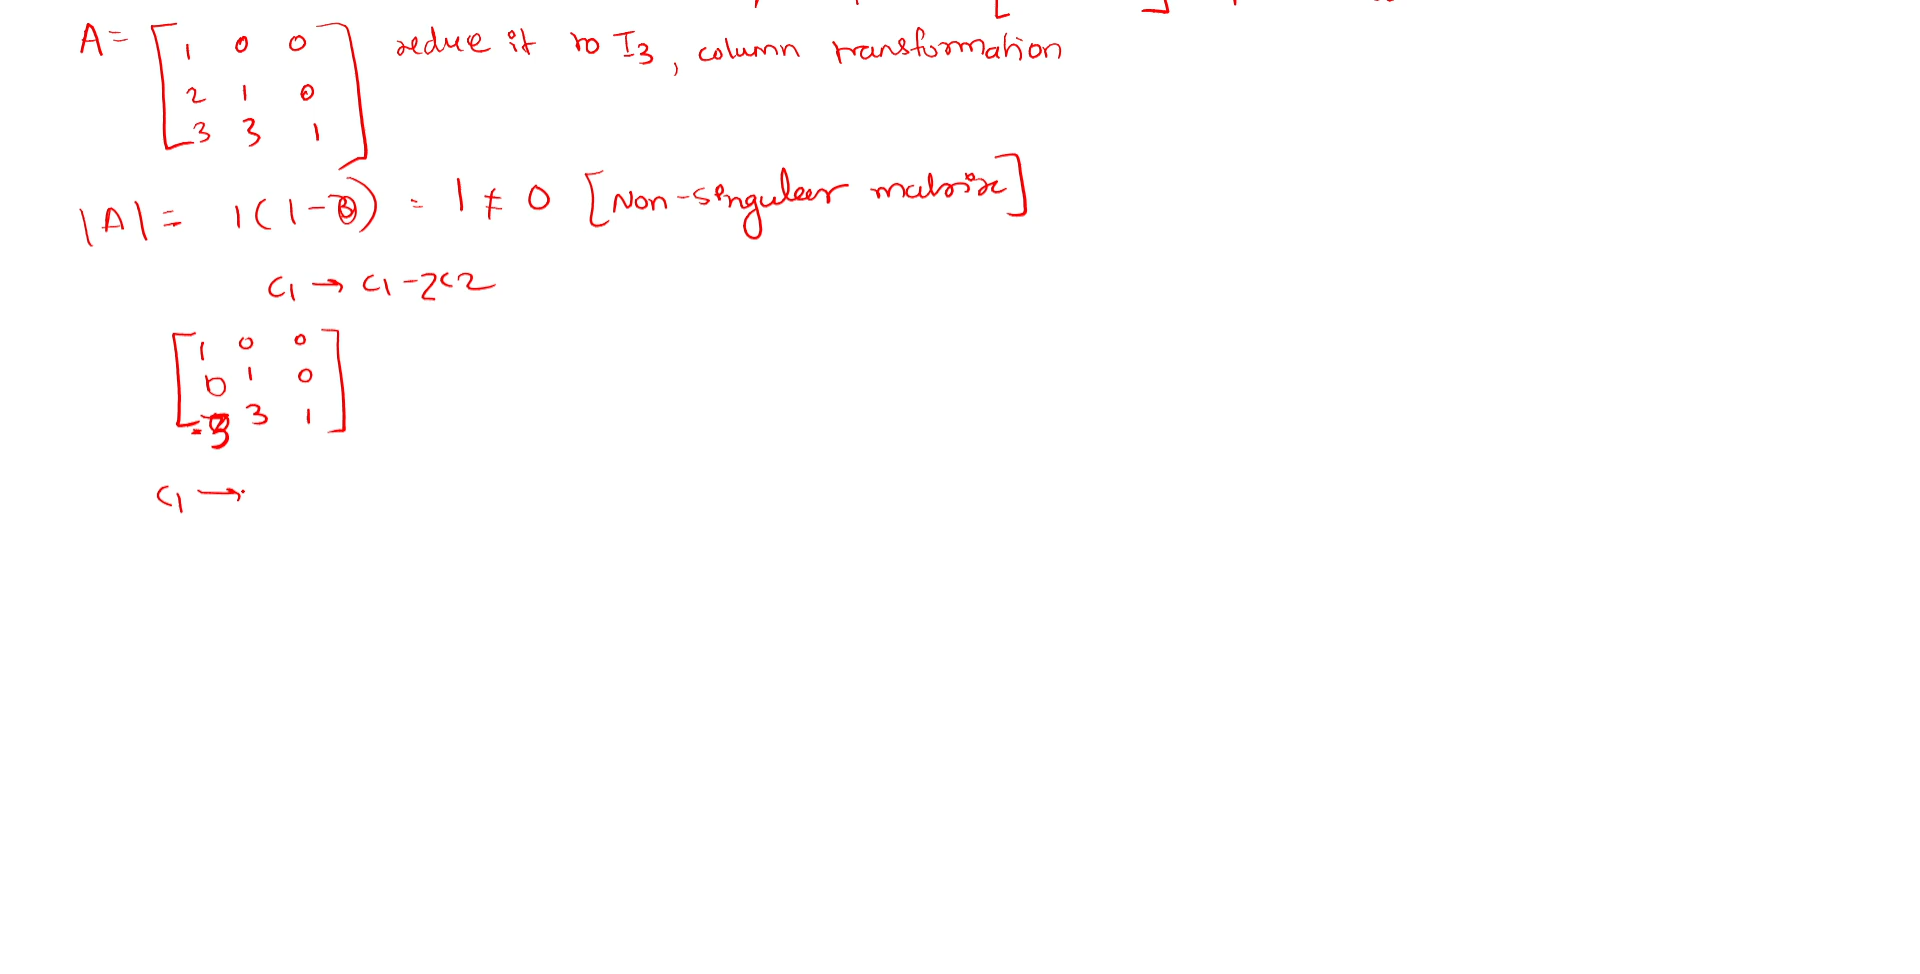 A = [ 1 0 0 reduce it to I3, column transformation
2 1 0
3 3 1 ]
|A| = 1(1-0) = 1 ≠ 0 [Non-singular matrix]
C1 → C1 - 2C2
[ 1 0 0
0 1 0
-3 3 1 ]
C1 →